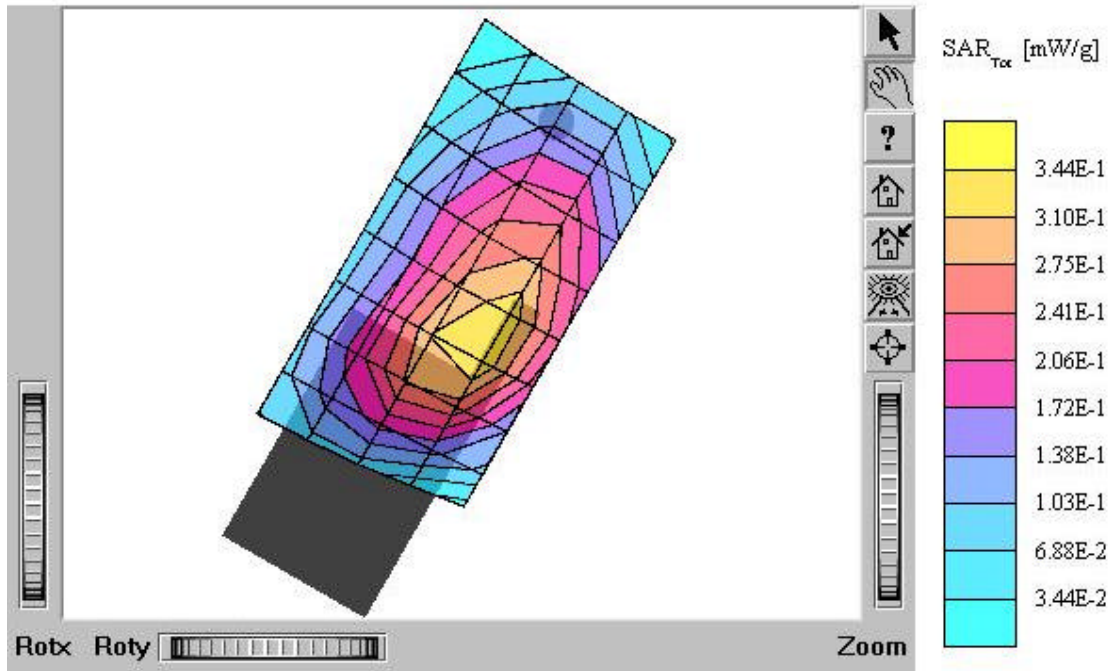 SARTot [mW/g]
?
3.44E-1
3.10E-1
2.75E-1
2.41E-1
2.06E-1
1.72E-1
1.38E-1
1.03E-1
6.88E-2
3.44E-2
Rotx Roty Zoom